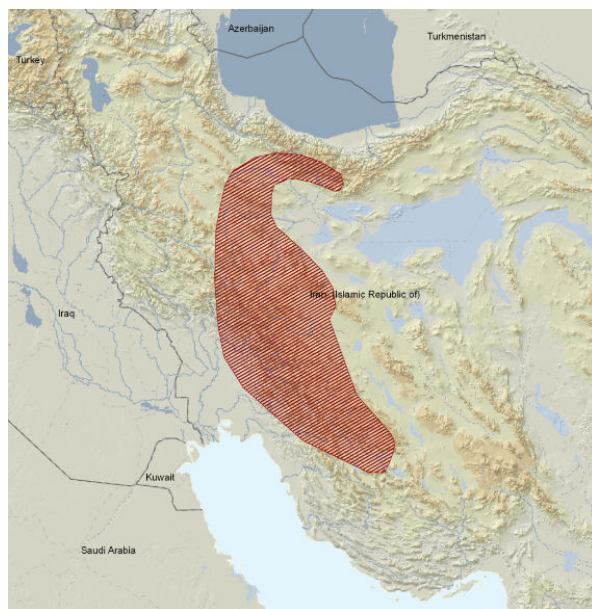 Azerbaijan
Turkmenistan
Turkey
Iran (Islamic Republic of)
Iraq
Kuwait
Saudi Arabia